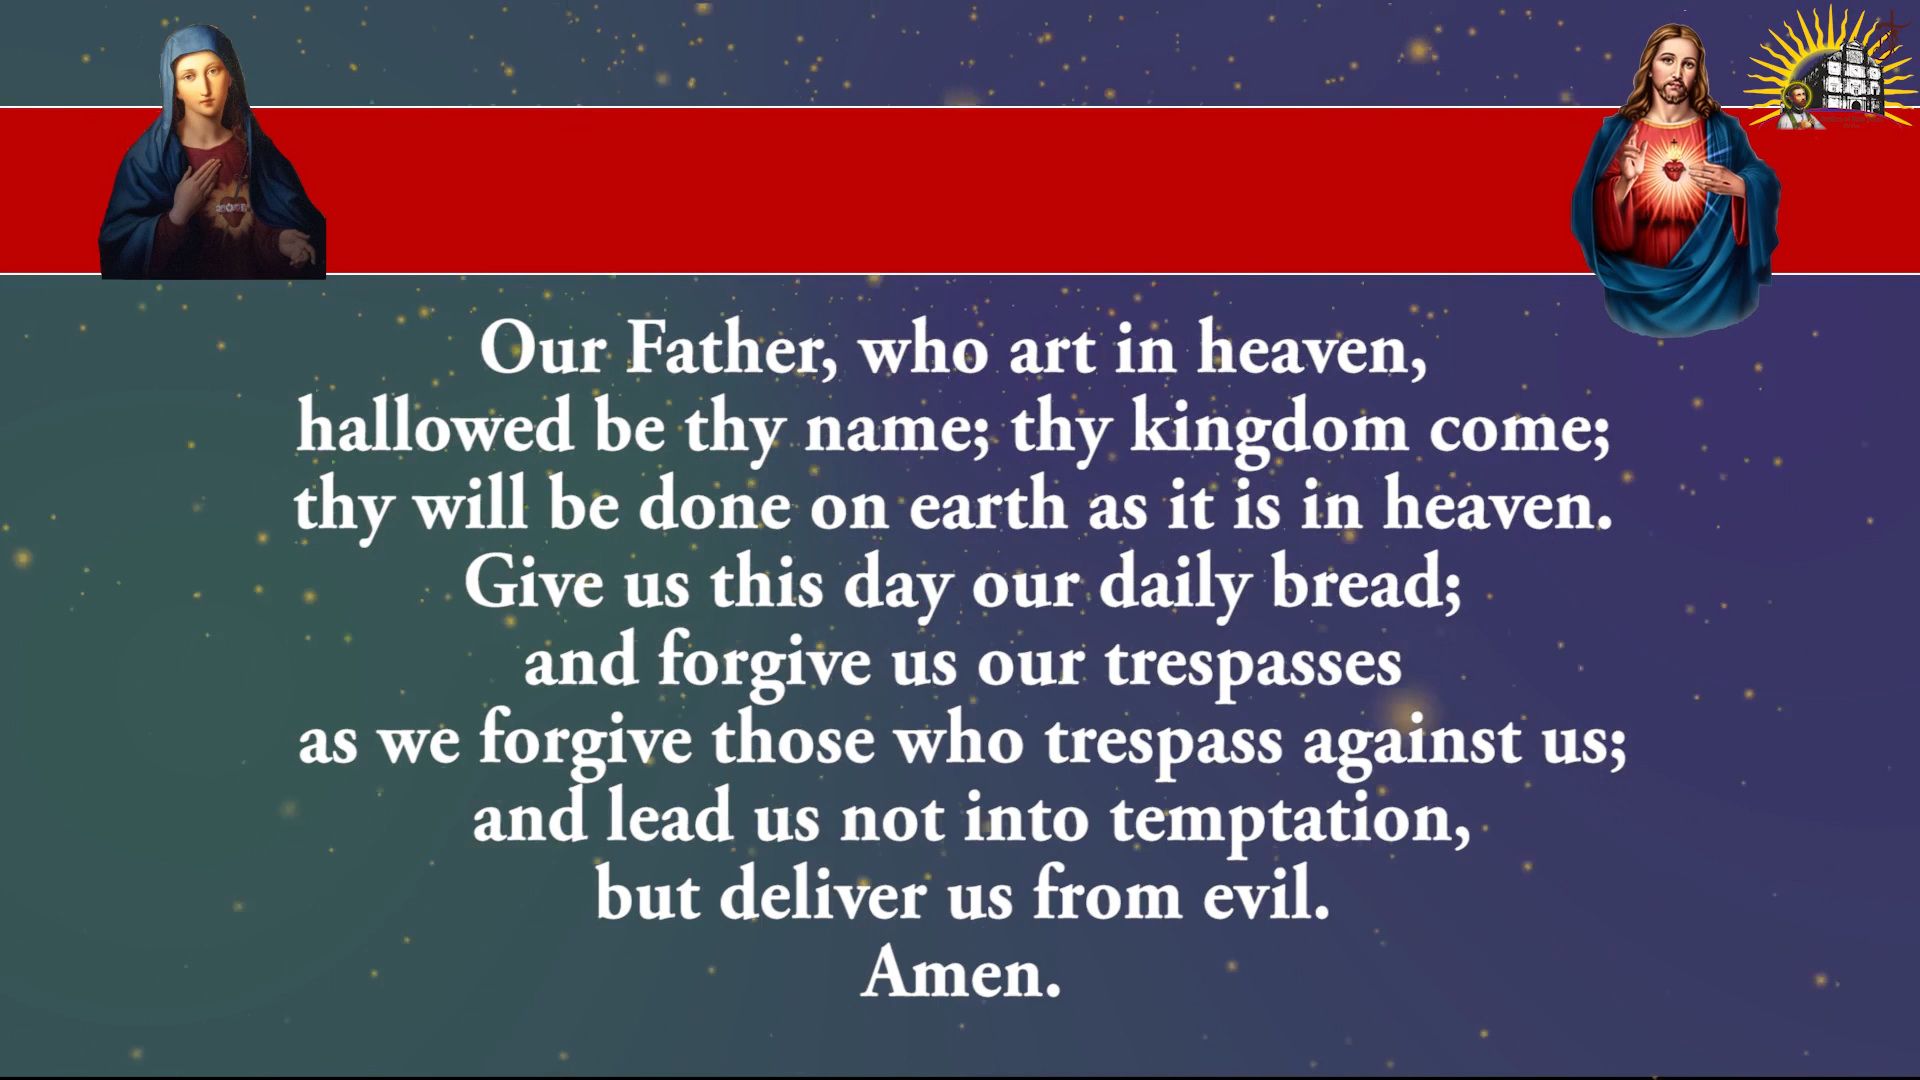 Our Father, who art in heaven,
hallowed be thy name; thy kingdom come;
thy will be done on earth as it is in heaven.
Give us this day our daily bread;
and forgive us our trespasses
as we forgive those who trespass against us;
and lead us not into temptation,
but deliver us from evil.
Amen.